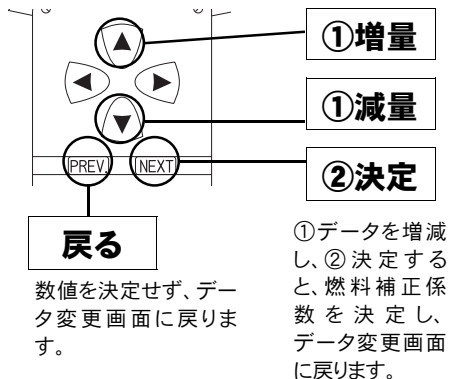 ①増量
①減量
PREV.
NEXT
②決定
戻る
数値を決定せず、デー
タ変更画面に戻りま
す。
①データを増減
し、②決定する
と、燃料補正係
数を決定し、
データ変更画面
に戻ります。